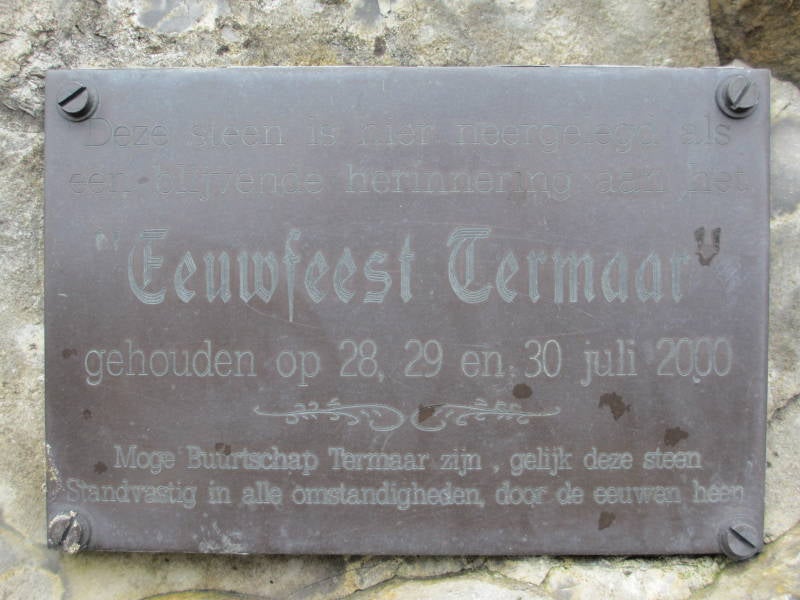 Deze steen is hier neergelegd als
een blijvende herinnering aan het
"Eeuwfeest Termaar"
gehouden op 28, 29 en 30 juli 2000
Moge Buurtschap Termaar zijn , gelijk deze steen
Standvastig in alle omstandigheden, door de eeuwen heen